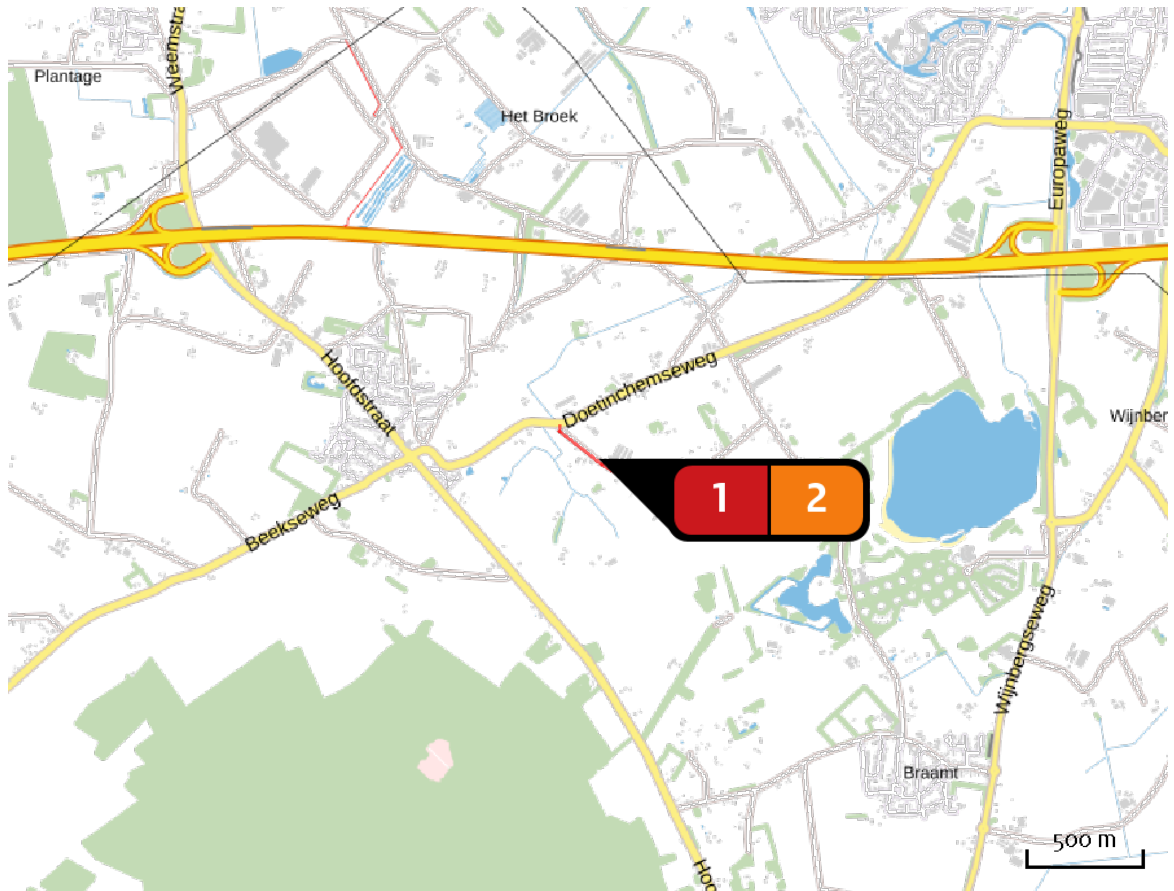 Weemstra
Plantage
Het Broek
Europaweg
Hoofdstraat
Doetinchemseweg
Wijnber
1 2
Beekseweg
Wijnbergseweg
Braamt
500 m
Hoo